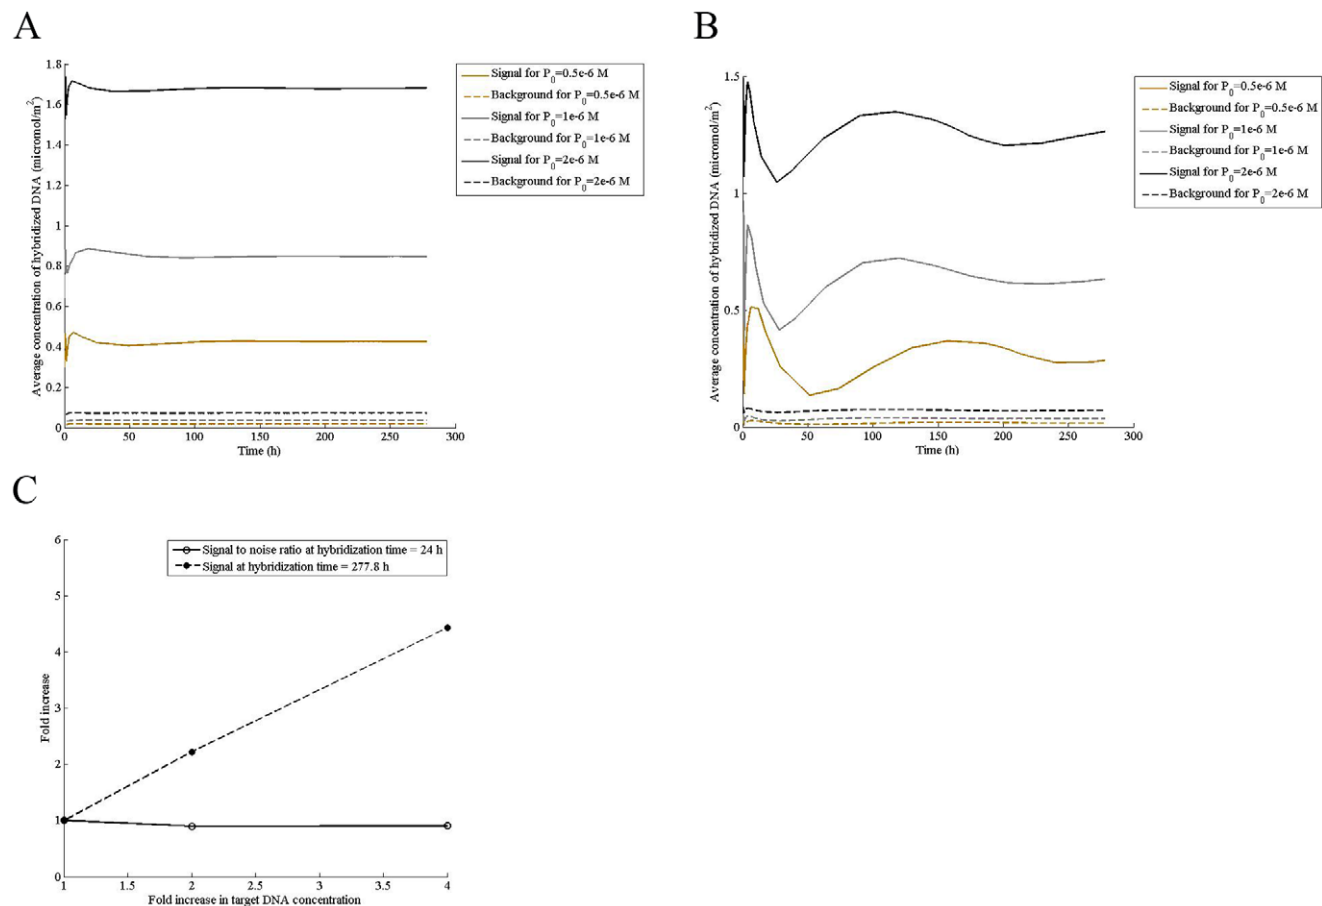 A
Average concentration of hybridized DNA (micromol/m²)
1.8
1.6
1.4
1.2
1
0.8
0.6
0.4
0.2
0
0
50
100
150
200
250
300
Time (h)
Signal for P₀=0.5e-6 M
Background for P₀=0.5e-6 M
Signal for P₀=1e-6 M
Background for P₀=1e-6 M
Signal for P₀=2e-6 M
Background for P₀=2e-6 M
B
Average concentration of hybridized DNA (micromol/m²)
1.5
1
0.5
0
0
50
100
150
200
250
300
Time (h)
Signal for P₀=0.5e-6 M
Background for P₀=0.5e-6 M
Signal for P₀=1e-6 M
Background for P₀=1e-6 M
Signal for P₀=2e-6 M
Background for P₀=2e-6 M
C
Fold increase
6
5
4
3
2
1
0
1
1.5
2
2.5
3
3.5
4
Fold increase in target DNA concentration
Signal to noise ratio at hybridization time = 24 h
Signal at hybridization time = 277.8 h